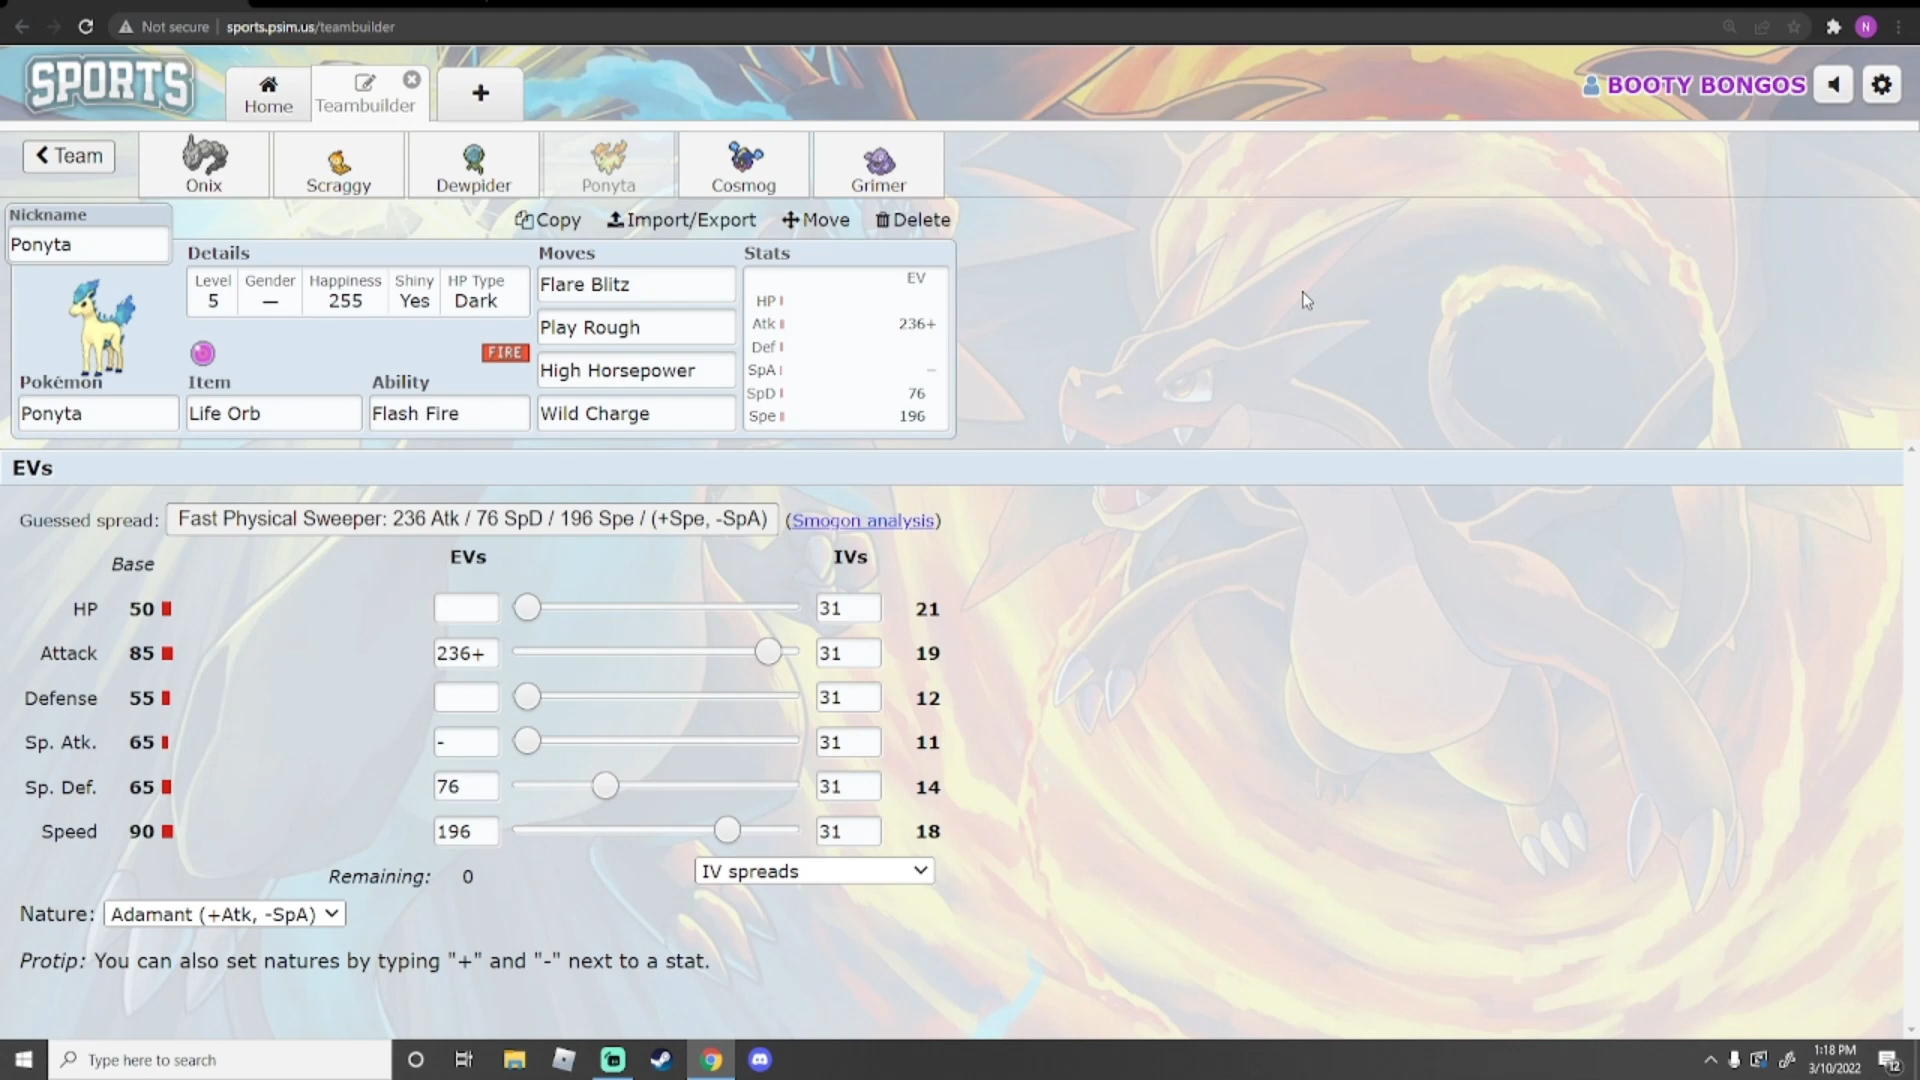 Not secure
sports.psim.us/teambuilder
N
SPORTS
Home
Teambuilder
+
BOOTY BONGOS
Team
Onix
Scraggy
Dewpider
Ponyta
Cosmog
Grimer
Copy
Import/Export
Move
Delete
Nickname
Ponyta
Details
Moves
Stats
Level
Gender
Happiness
Shiny
HP Type
5
—
255
Yes
Dark
Flare Blitz
Play Rough
High Horsepower
Wild Charge
EV
HP
Atk 236+
Def
SpA –
SpD 76
Spe 196
FIRE
Pokémon
Item
Ability
Ponyta
Life Orb
Flash Fire
EVs
Guessed spread: Fast Physical Sweeper: 236 Atk / 76 SpD / 196 Spe / (+Spe, -SpA) (Smogon analysis)
Base EVs IVs
HP 50 31 21
Attack 85 236+ 31 19
Defense 55 31 12
Sp. Atk. 65 - 31 11
Sp. Def. 65 76 31 14
Speed 90 196 31 18
Remaining: 0 IV spreads
Nature: Adamant (+Atk, -SpA)
Protip: You can also set natures by typing "+" and "-" next to a stat.
Type here to search
1:18 PM
3/10/2022
12